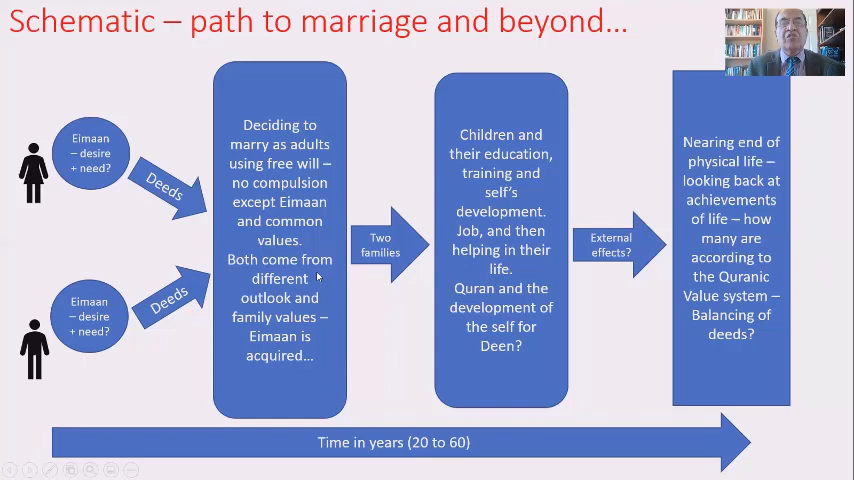 Schematic – path to marriage and beyond...
Eimaan
– desire
+ need?
Deeds
Eimaan
– desire
+ need?
Deeds
Deciding to
marry as adults
using free will –
no compulsion
except Eimaan
and common
values.
Both come from
different
outlook and
family values –
Eimaan is
acquired...
Two
families
Children and
their education,
training and
self's
development.
Job, and then
helping in their
life.
Quran and the
development of
the self for
Deen?
External
effects?
Nearing end of
physical life –
looking back at
achievements
of life – how
many are
according to
the Quranic
Value system –
Balancing of
deeds?
Time in years (20 to 60)